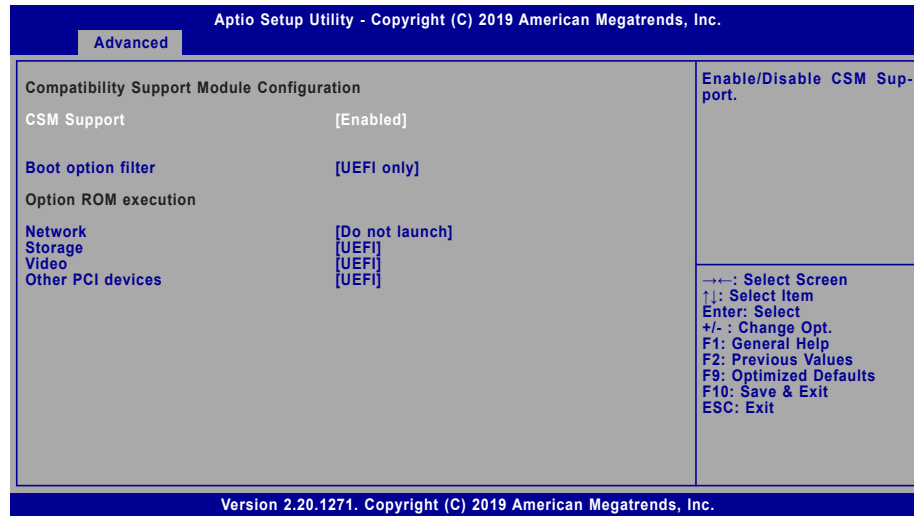 Aptio Setup Utility - Copyright (C) 2019 American Megatrends, Inc.
Advanced
Compatibility Support Module Configuration
CSM Support [Enabled]
Boot option filter [UEFI only]
Option ROM execution
Network [Do not launch]
Storage [UEFI]
Video [UEFI]
Other PCI devices [UEFI]
Enable/Disable CSM Sup-
port.
→←: Select Screen
↑↓: Select Item
Enter: Select
+/- : Change Opt.
F1: General Help
F2: Previous Values
F9: Optimized Defaults
F10: Save & Exit
ESC: Exit
Version 2.20.1271. Copyright (C) 2019 American Megatrends, Inc.